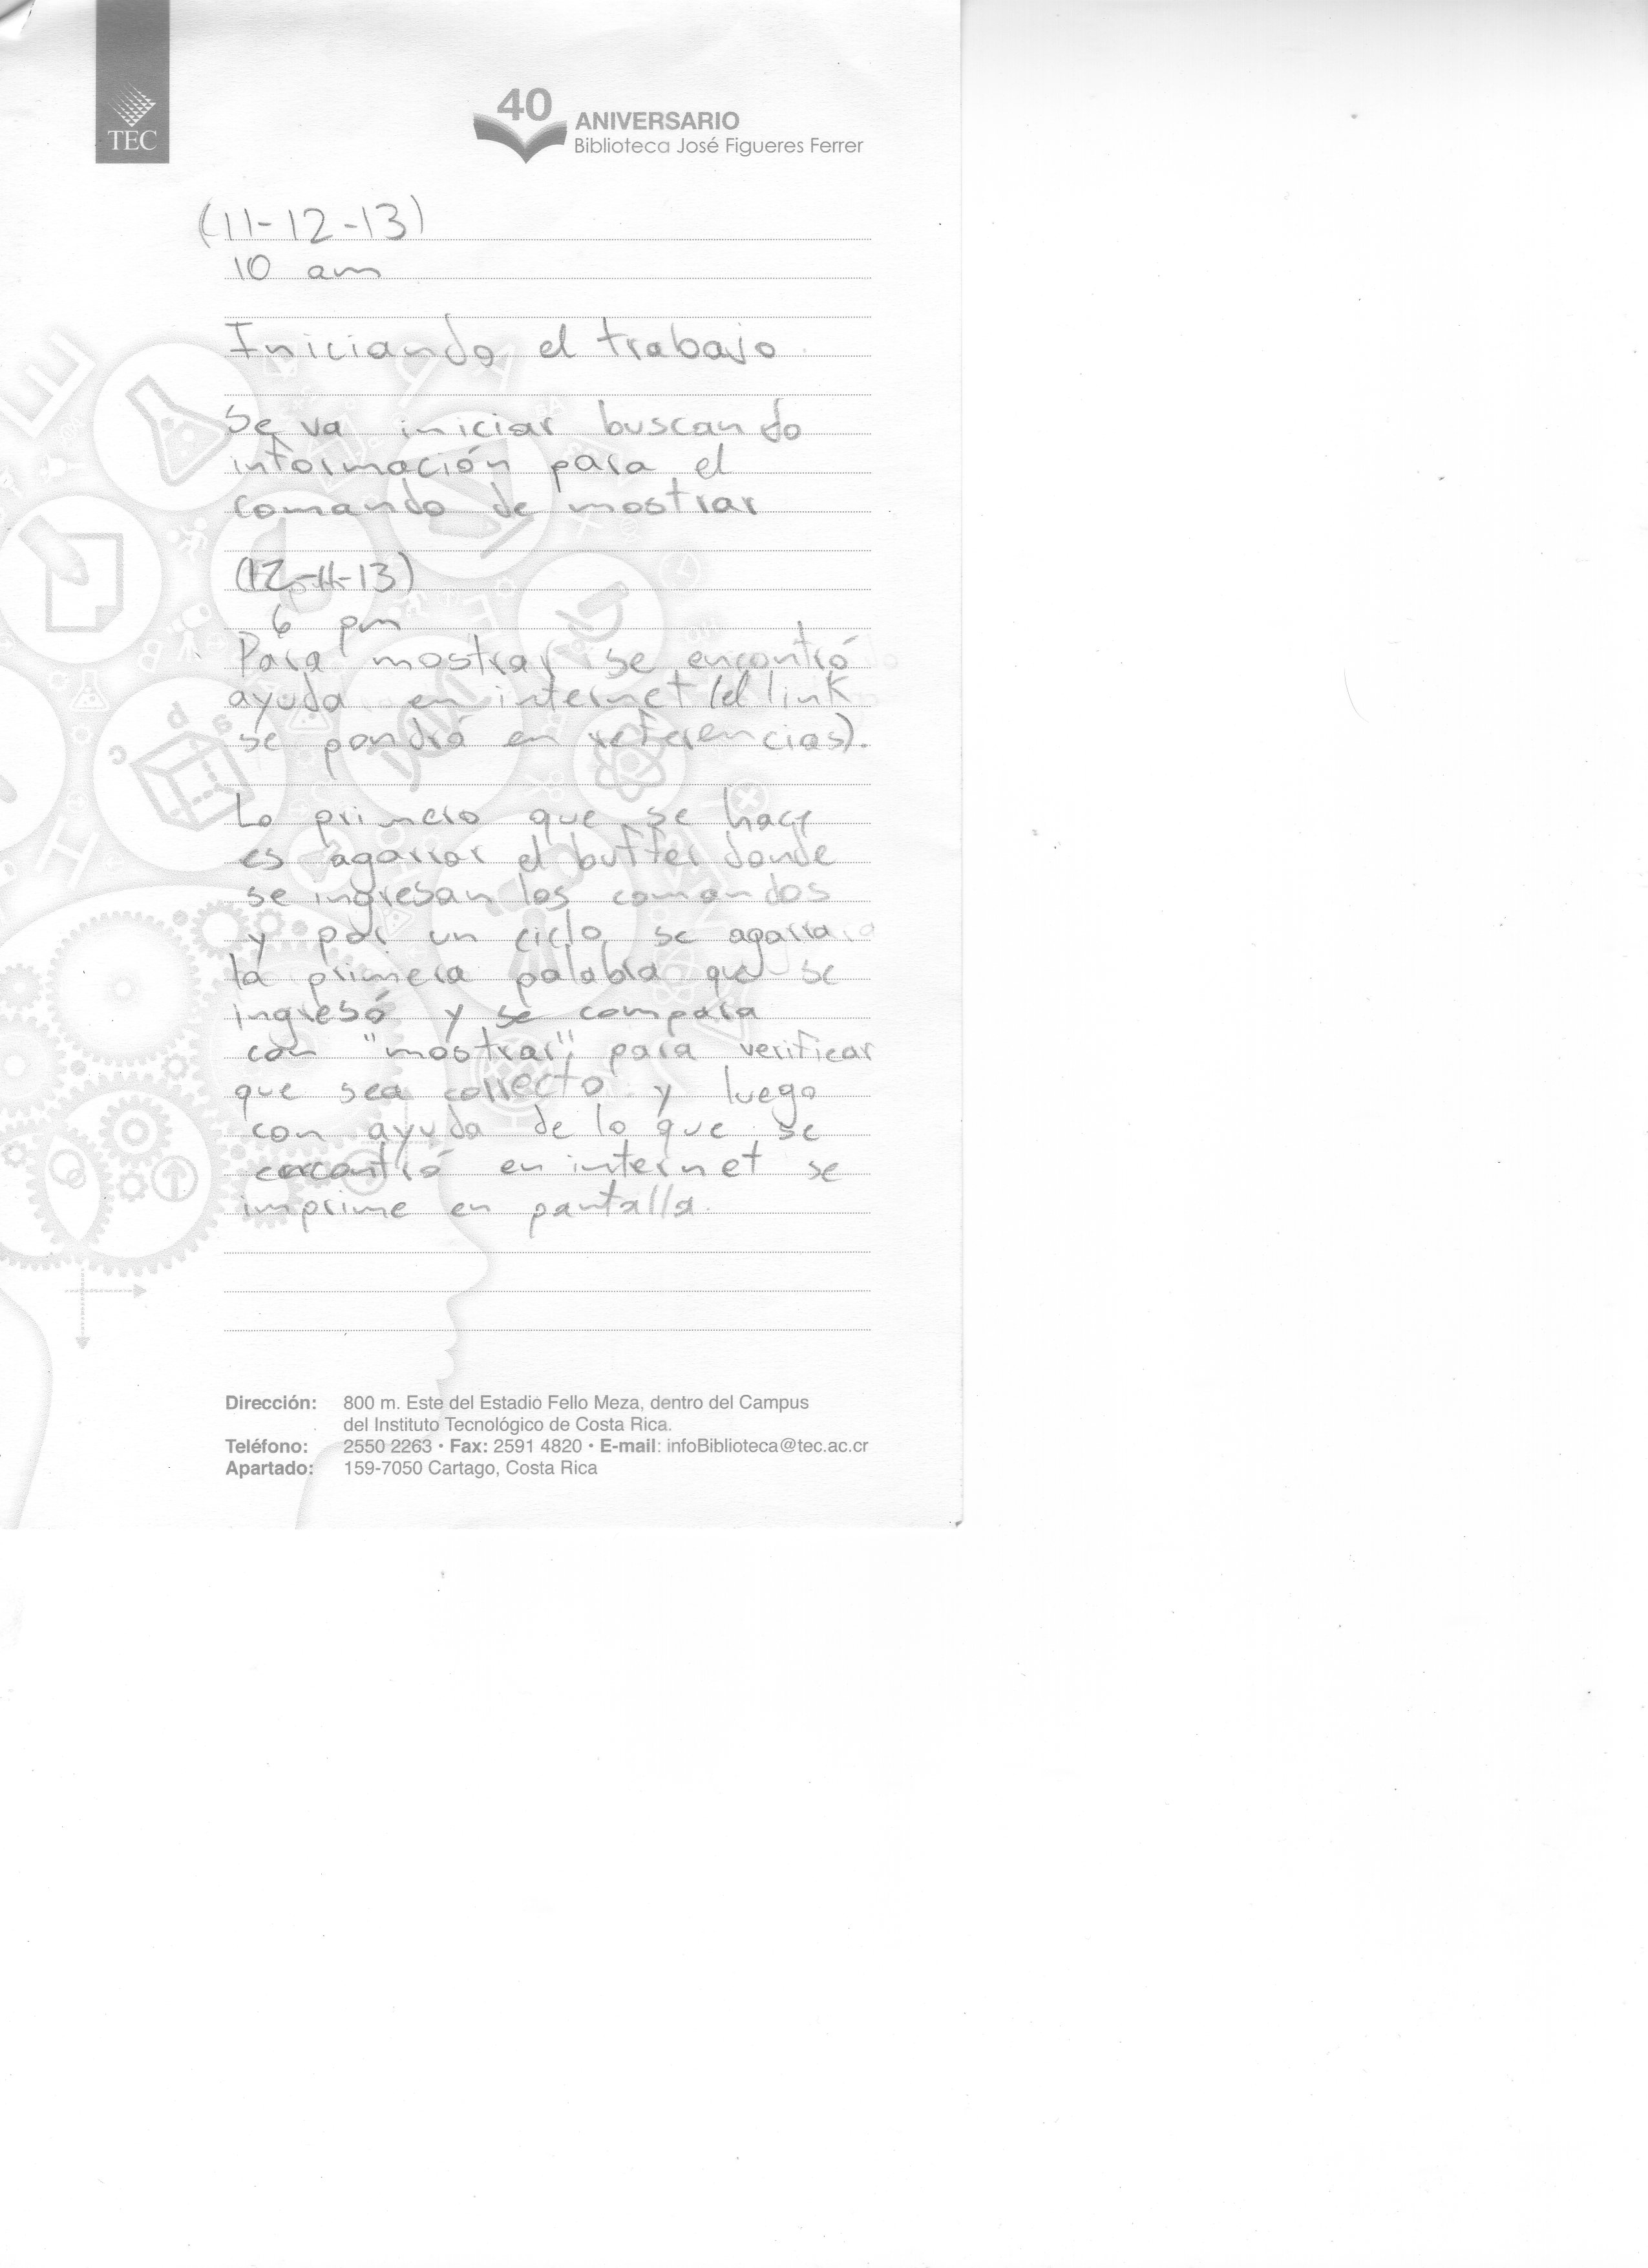 TEC
40
ANIVERSARIO
Biblioteca José Figueres Ferrer
(11-12-13)
10 am
Iniciando el trabajo
Se va iniciar buscando
información para el
comando de mostrar
(12-11-13)
6 pm
Para mostrar se encontró
ayuda en internet (el link
se pondrá en referencias).
Lo primero que se hace
es agarrar el buffer donde
se ingresan los comandos
y por un ciclo se agarra
la primera palabra que se
ingresó y se compara
con "mostrar", para verificar
que sea correcto y luego
con ayuda de lo que se
encontró en internet se
imprime en pantalla.
Dirección: 800 m. Este del Estadio Fello Meza, dentro del Campus
del Instituto Tecnológico de Costa Rica.
Teléfono: 2550 2263 • Fax: 2591 4820 • E-mail: infoBiblioteca@tec.ac.cr
Apartado: 159-7050 Cartago, Costa Rica